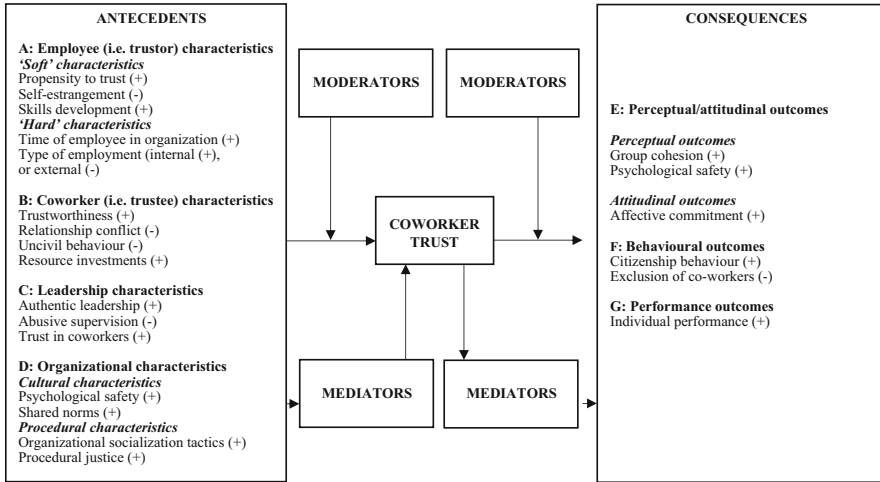 ANTECEDENTS
A: Employee (i.e. trustor) characteristics
'Soft' characteristics
Propensity to trust (+)
Self-estrangement (-)
Skills development (+)
'Hard' characteristics
Time of employee in organization (+)
Type of employment (internal (+),
or external (-)
B: Coworker (i.e. trustee) characteristics
Trustworthiness (+)
Relationship conflict (-)
Uncivil behaviour (-)
Resource investments (+)
C: Leadership characteristics
Authentic leadership (+)
Abusive supervision (-)
Trust in coworkers (+)
D: Organizational characteristics
Cultural characteristics
Psychological safety (+)
Shared norms (+)
Procedural characteristics
Organizational socialization tactics (+)
Procedural justice (+)
MODERATORS
MODERATORS
COWORKER
TRUST
MEDIATORS
MEDIATORS
CONSEQUENCES
E: Perceptual/attitudinal outcomes
Perceptual outcomes
Group cohesion (+)
Psychological safety (+)
Attitudinal outcomes
Affective commitment (+)
F: Behavioural outcomes
Citizenship behaviour (+)
Exclusion of co-workers (-)
G: Performance outcomes
Individual performance (+)